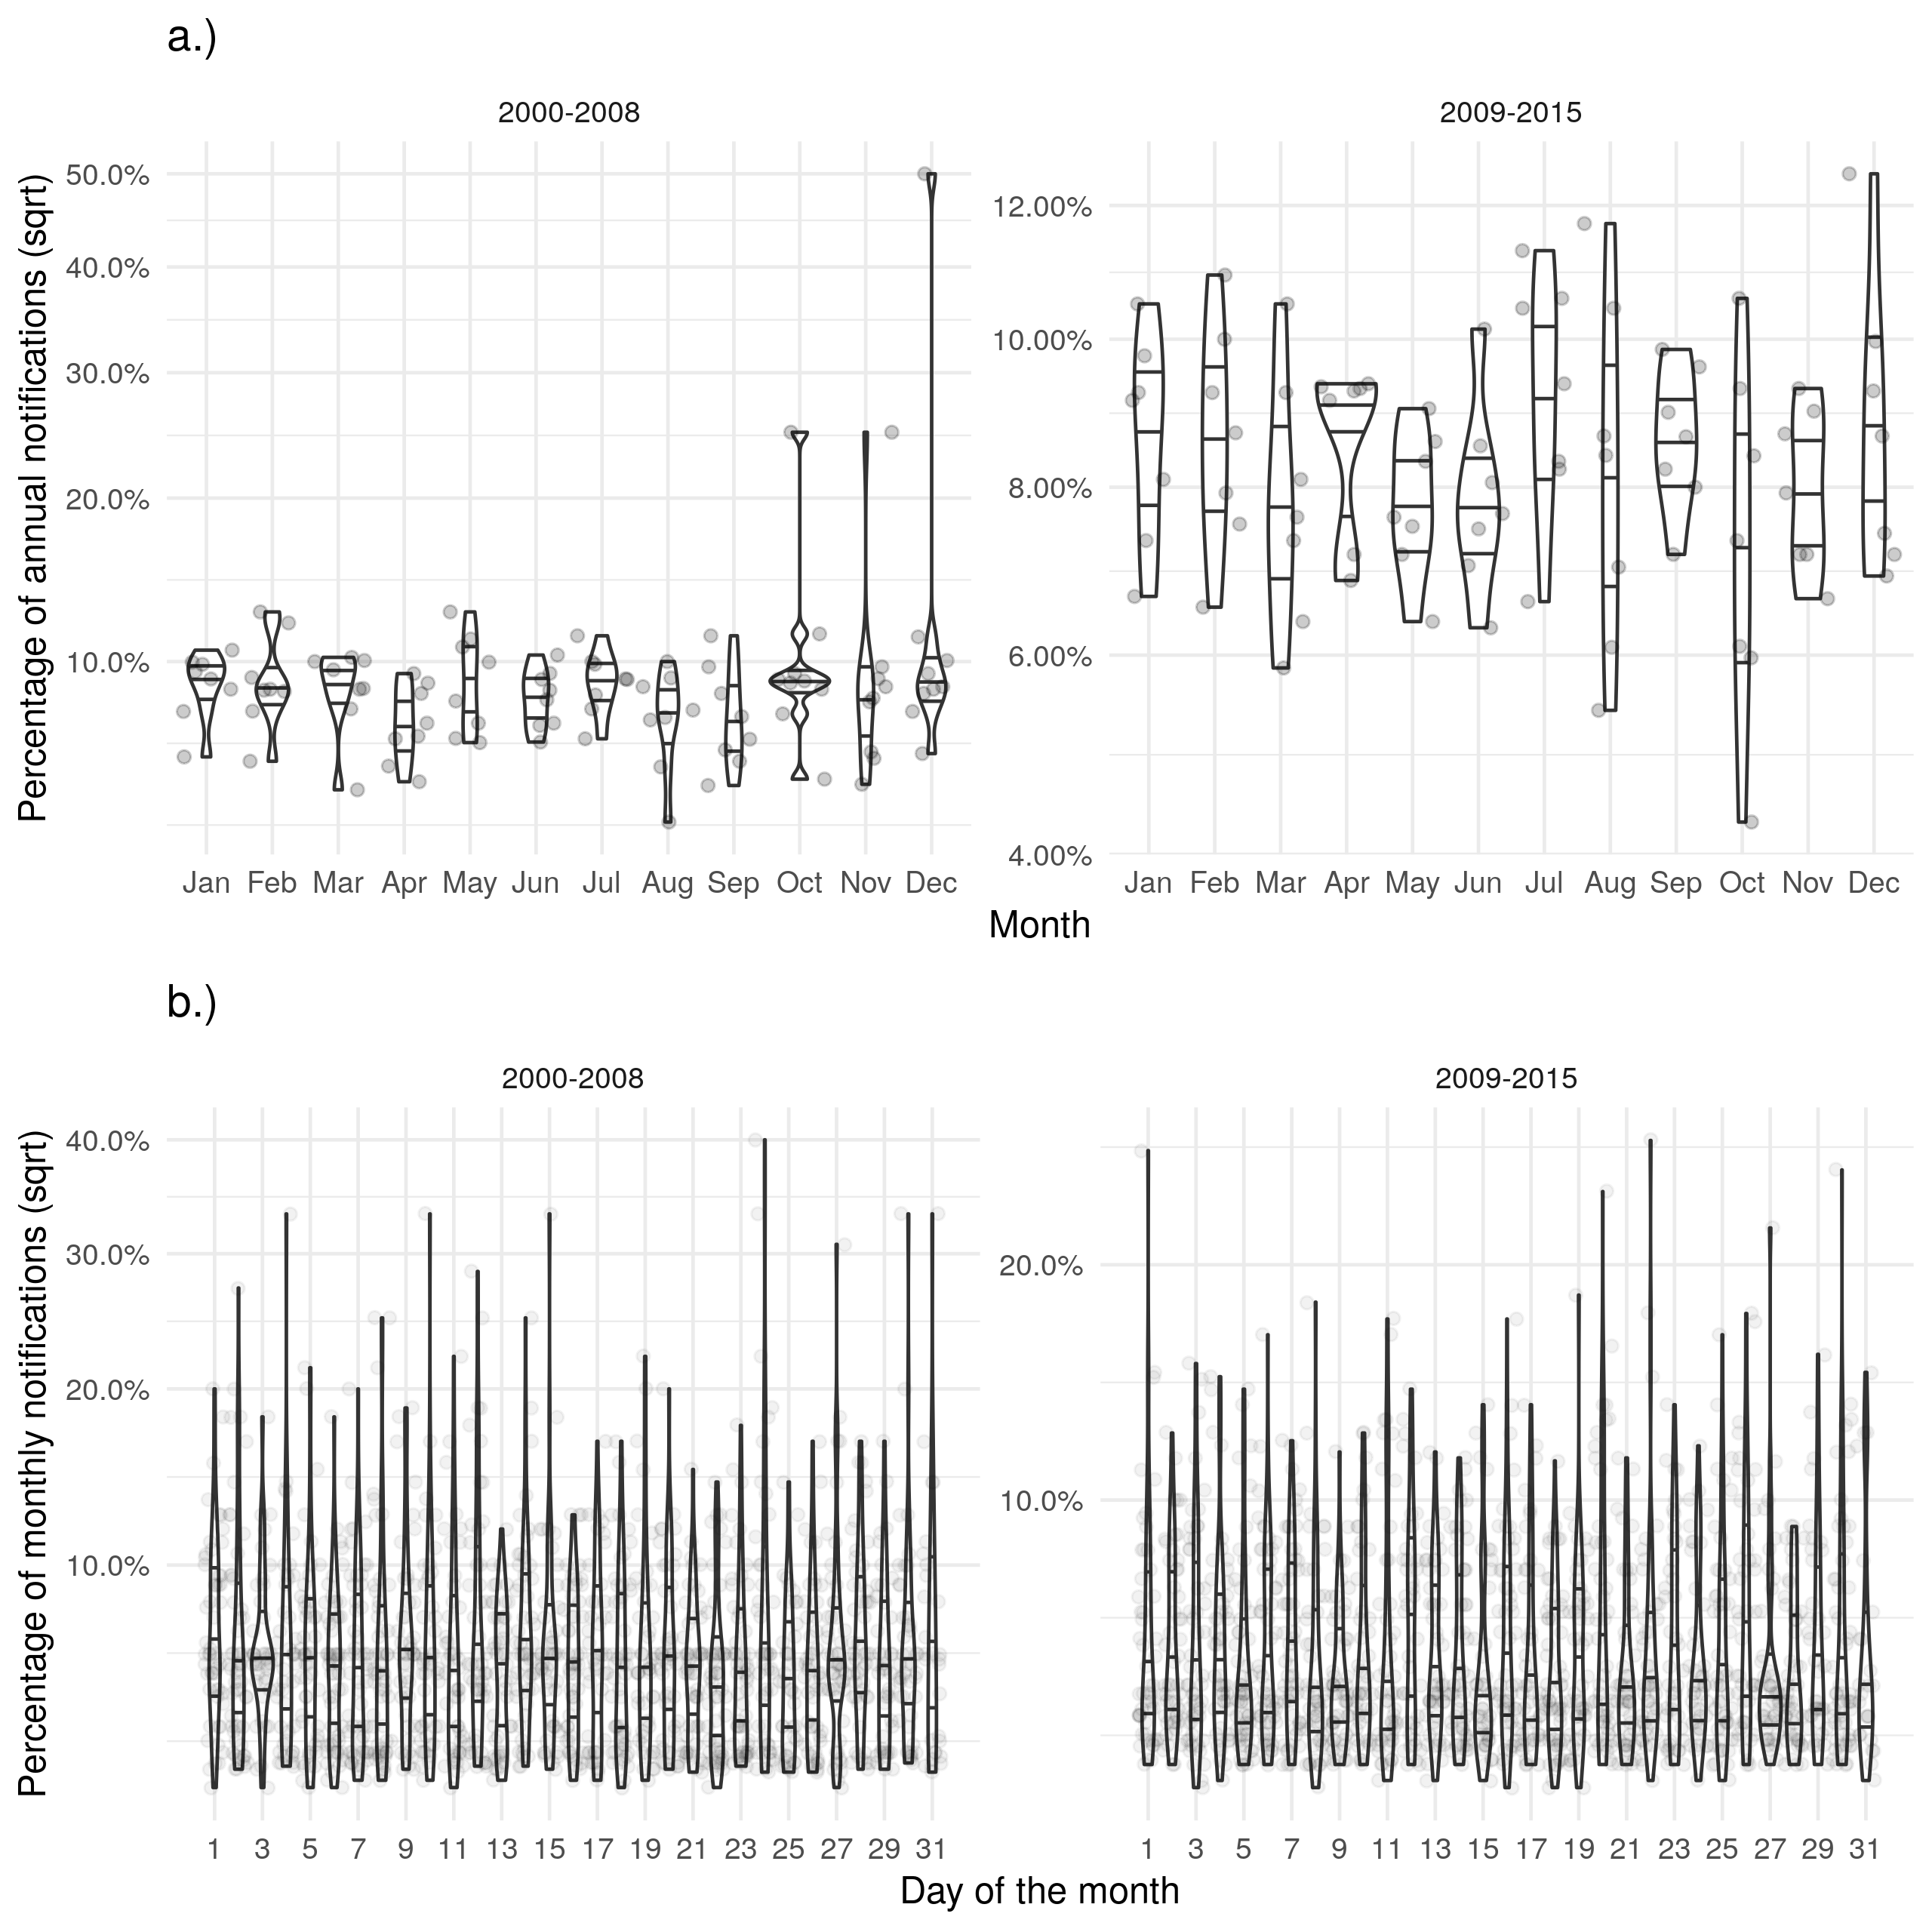 a.)
2000-2008
2009-2015
Percentage of annual notifications (sqrt)
50.0%
40.0%
30.0%
20.0%
10.0%
12.00%
10.00%
8.00%
6.00%
4.00%
Jan Feb Mar Apr May Jun Jul Aug Sep Oct Nov Dec
Jan Feb Mar Apr May Jun Jul Aug Sep Oct Nov Dec
Month
b.)
2000-2008
2009-2015
Percentage of monthly notifications (sqrt)
40.0%
30.0%
20.0%
10.0%
20.0%
10.0%
1 3 5 7 9 11 13 15 17 19 21 23 25 27 29 31
1 3 5 7 9 11 13 15 17 19 21 23 25 27 29 31
Day of the month